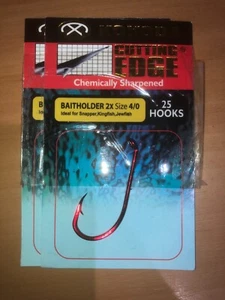 CUTTING
EDGE
Chemically Sharpened
BAITHOLDER 2X Size 4/0
Ideal for Snapper,Kingfish,Jewfish
25
HOOKS